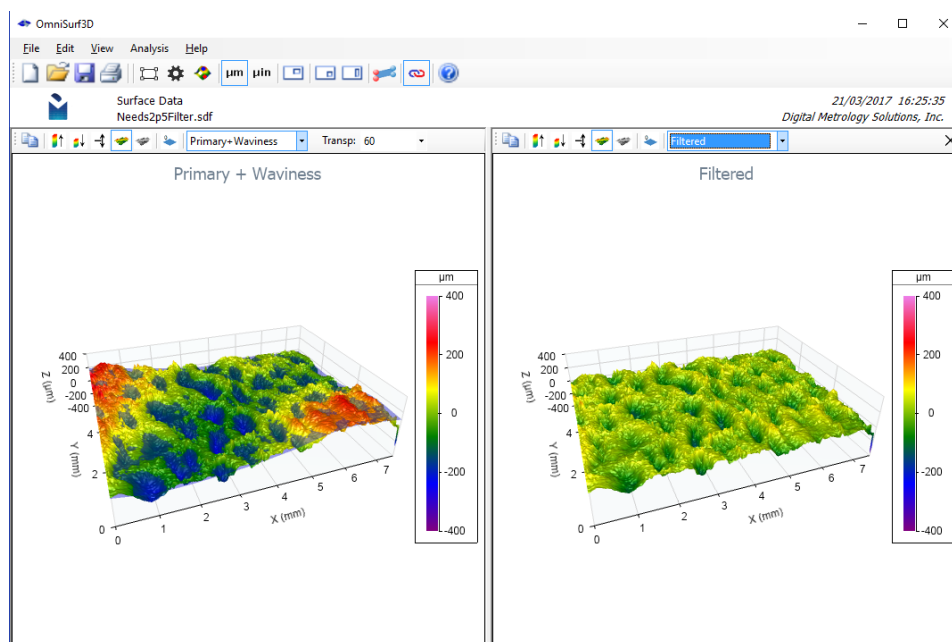 OmniSurf3D
File Edit View Analysis Help
µm µin
Surface Data
Needs2p5Filter.sdf
21/03/2017 16:25:35
Digital Metrology Solutions, Inc.
Primary+Waviness Transp: 60
Filtered
Primary + Waviness
Filtered
µm
400
200
0
-200
-400
Z (µm)
400
200
0
-200
-400
Y (mm)
4
2
0
X (mm)
0
1
2
3
4
5
6
7
µm
400
200
0
-200
-400
Z (µm)
400
200
0
-200
-400
Y (mm)
4
2
0
X (mm)
0
1
2
3
4
5
6
7